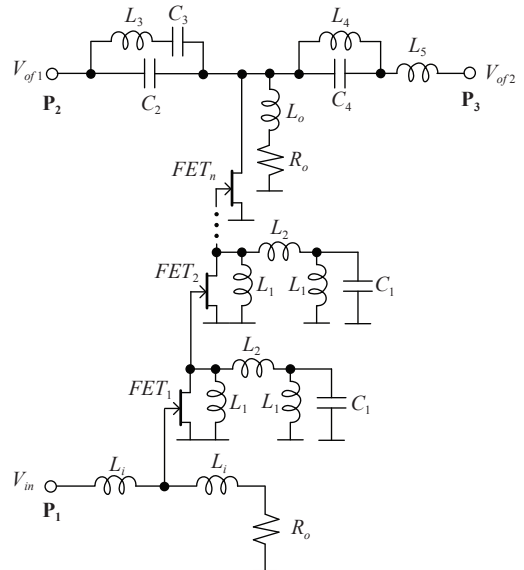 L3
C3
L4
L5
Vof1
Vof2
P2
C2
C4
P3
Lo
Ro
FETn
L2
FET2
L1
L1
C1
L2
FET1
L1
L1
C1
Li
Li
Vin
P1
Ro